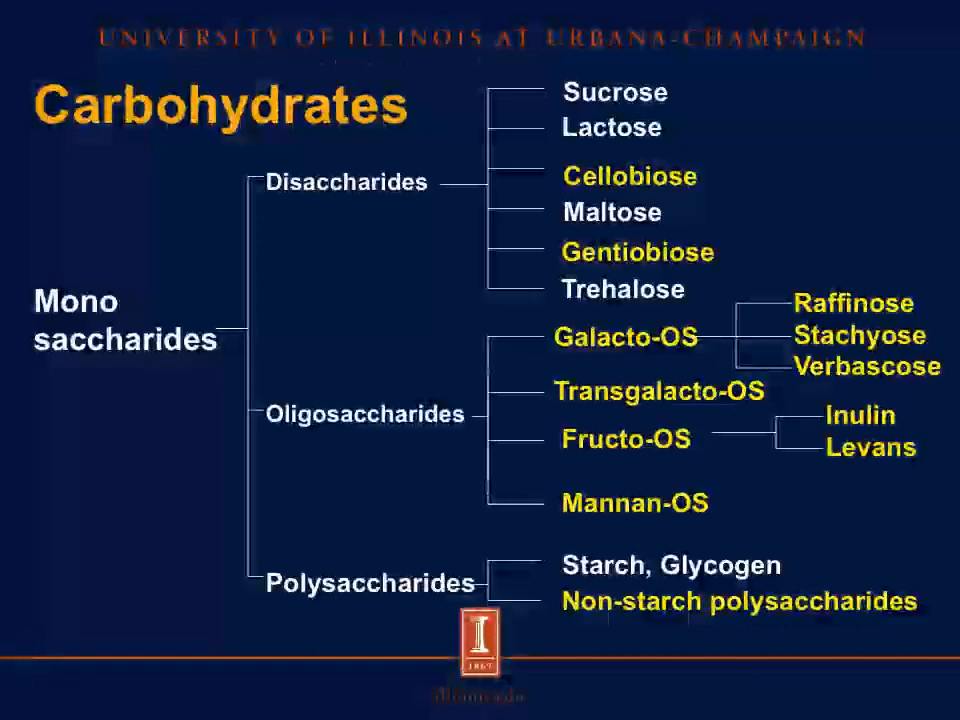 UNIVERSITY OF ILLINOIS AT URBANA-CHAMPAIGN
Carbohydrates
Sucrose
Lactose
Disaccharides
Cellobiose
Maltose
Gentiobiose
Trehalose
Mono
saccharides
Galacto-OS
Raffinose
Stachyose
Verbascose
Transgalacto-OS
Oligosaccharides
Fructo-OS
Inulin
Levans
Mannan-OS
Starch, Glycogen
Polysaccharides
Non-starch polysaccharides
I
1867